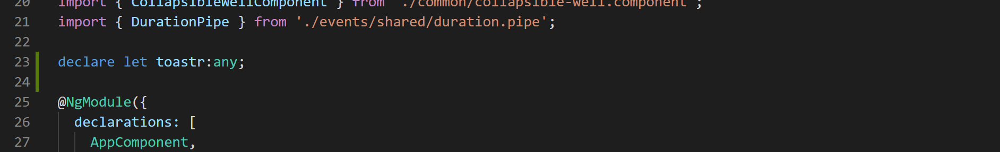 20 import { CollapsibleWellComponent } from './common/collapsible-well.component';
21 import { DurationPipe } from './events/shared/duration.pipe';
22
23 declare let toastr:any;
24
25 @NgModule({
26 declarations: [
27 AppComponent,